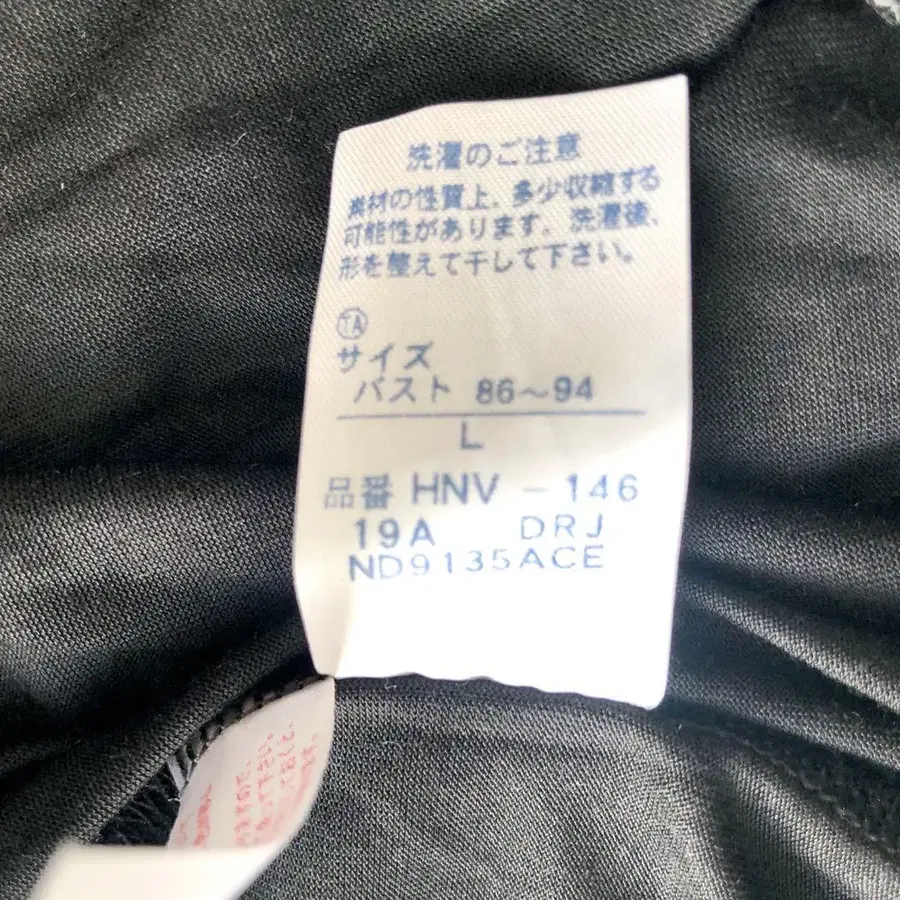 洗濯のご注意
素材の性質上、多少収縮する
可能性があります。洗濯後、
形を整えて干して下さい。
TA
サイズ
バスト 86～94
L
品番 HNV -146
19A DRJ
ND9135ACE